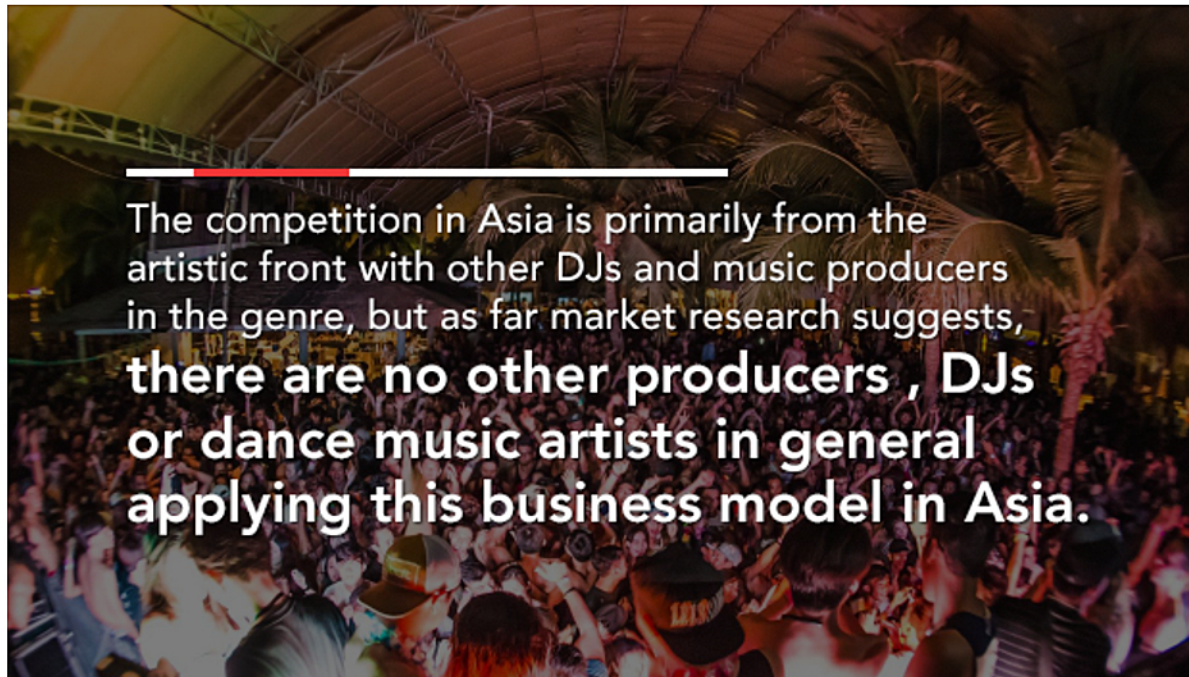 The competition in Asia is primarily from the
artistic front with other DJs and music producers
in the genre, but as far market research suggests,
there are no other producers , DJs
or dance music artists in general
applying this business model in Asia.